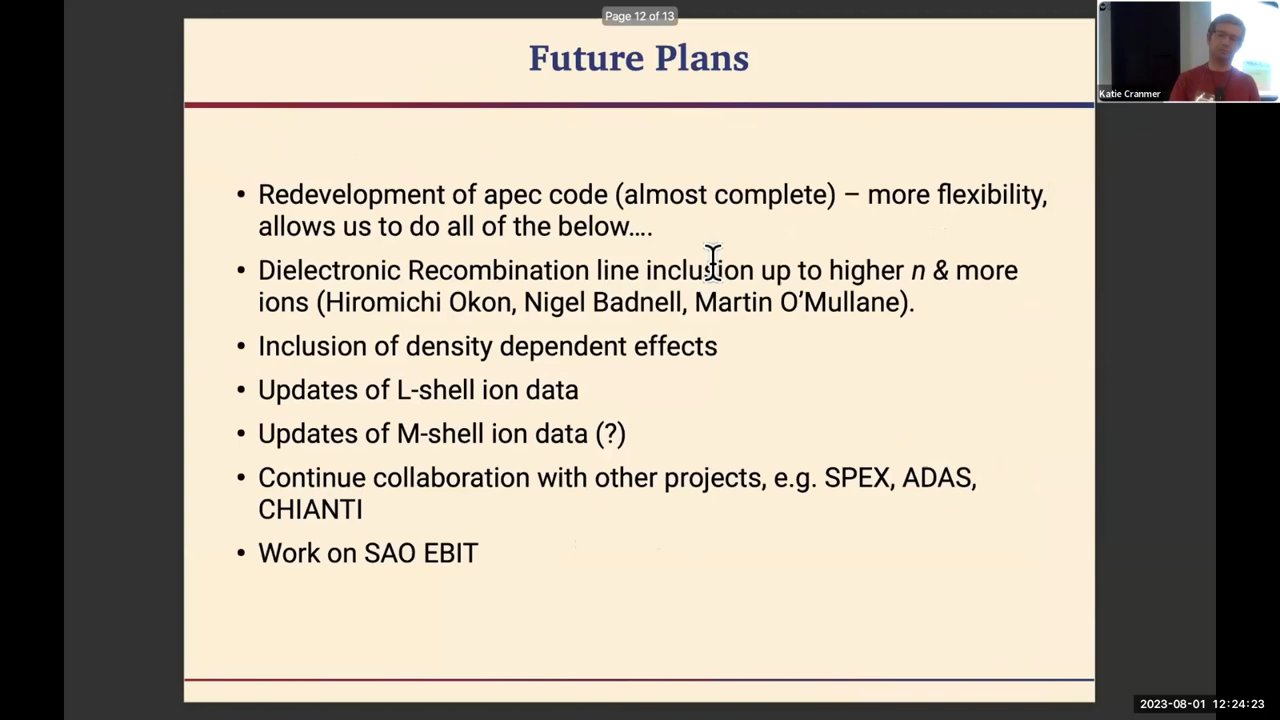 Page 12 of 13
Future Plans
Katie Cranmer
• Redevelopment of apec code (almost complete) – more flexibility,
allows us to do all of the below....
• Dielectronic Recombination line inclusion up to higher n & more
ions (Hiromichi Okon, Nigel Badnell, Martin O’Mullane).
• Inclusion of density dependent effects
• Updates of L-shell ion data
• Updates of M-shell ion data (?)
• Continue collaboration with other projects, e.g. SPEX, ADAS,
CHIANTI
• Work on SAO EBIT
2023-08-01 12:24:23